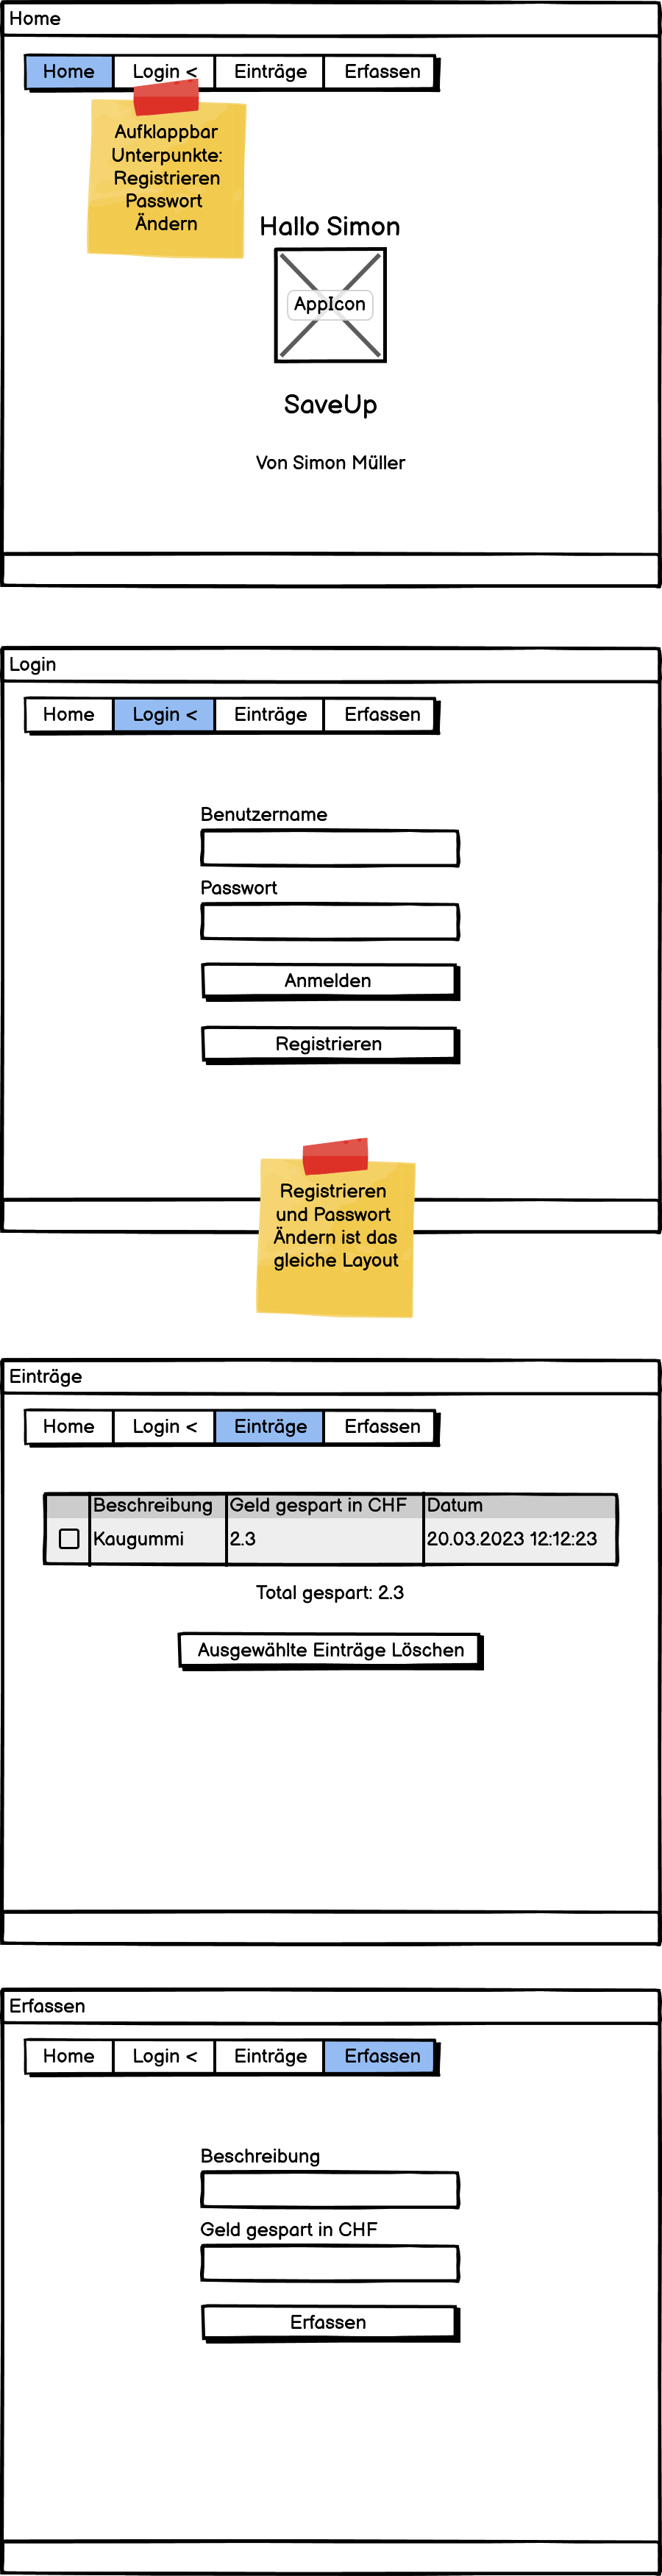 Home
Home Login < Einträge Erfassen
Aufklappbar
Unterpunkte:
Registrieren
Passwort
Ändern
Hallo Simon
AppIcon
SaveUp
Von Simon Müller
Login
Home Login < Einträge Erfassen
Benutzername
Passwort
Anmelden
Registrieren
Registrieren
und Passwort
Ändern ist das
gleiche Layout
Einträge
Home Login < Einträge Erfassen
Beschreibung Geld gespart in CHF Datum
Kaugummi 2.3 20.03.2023 12:12:23
Total gespart: 2.3
Ausgewählte Einträge Löschen
Erfassen
Home Login < Einträge Erfassen
Beschreibung
Geld gespart in CHF
Erfassen